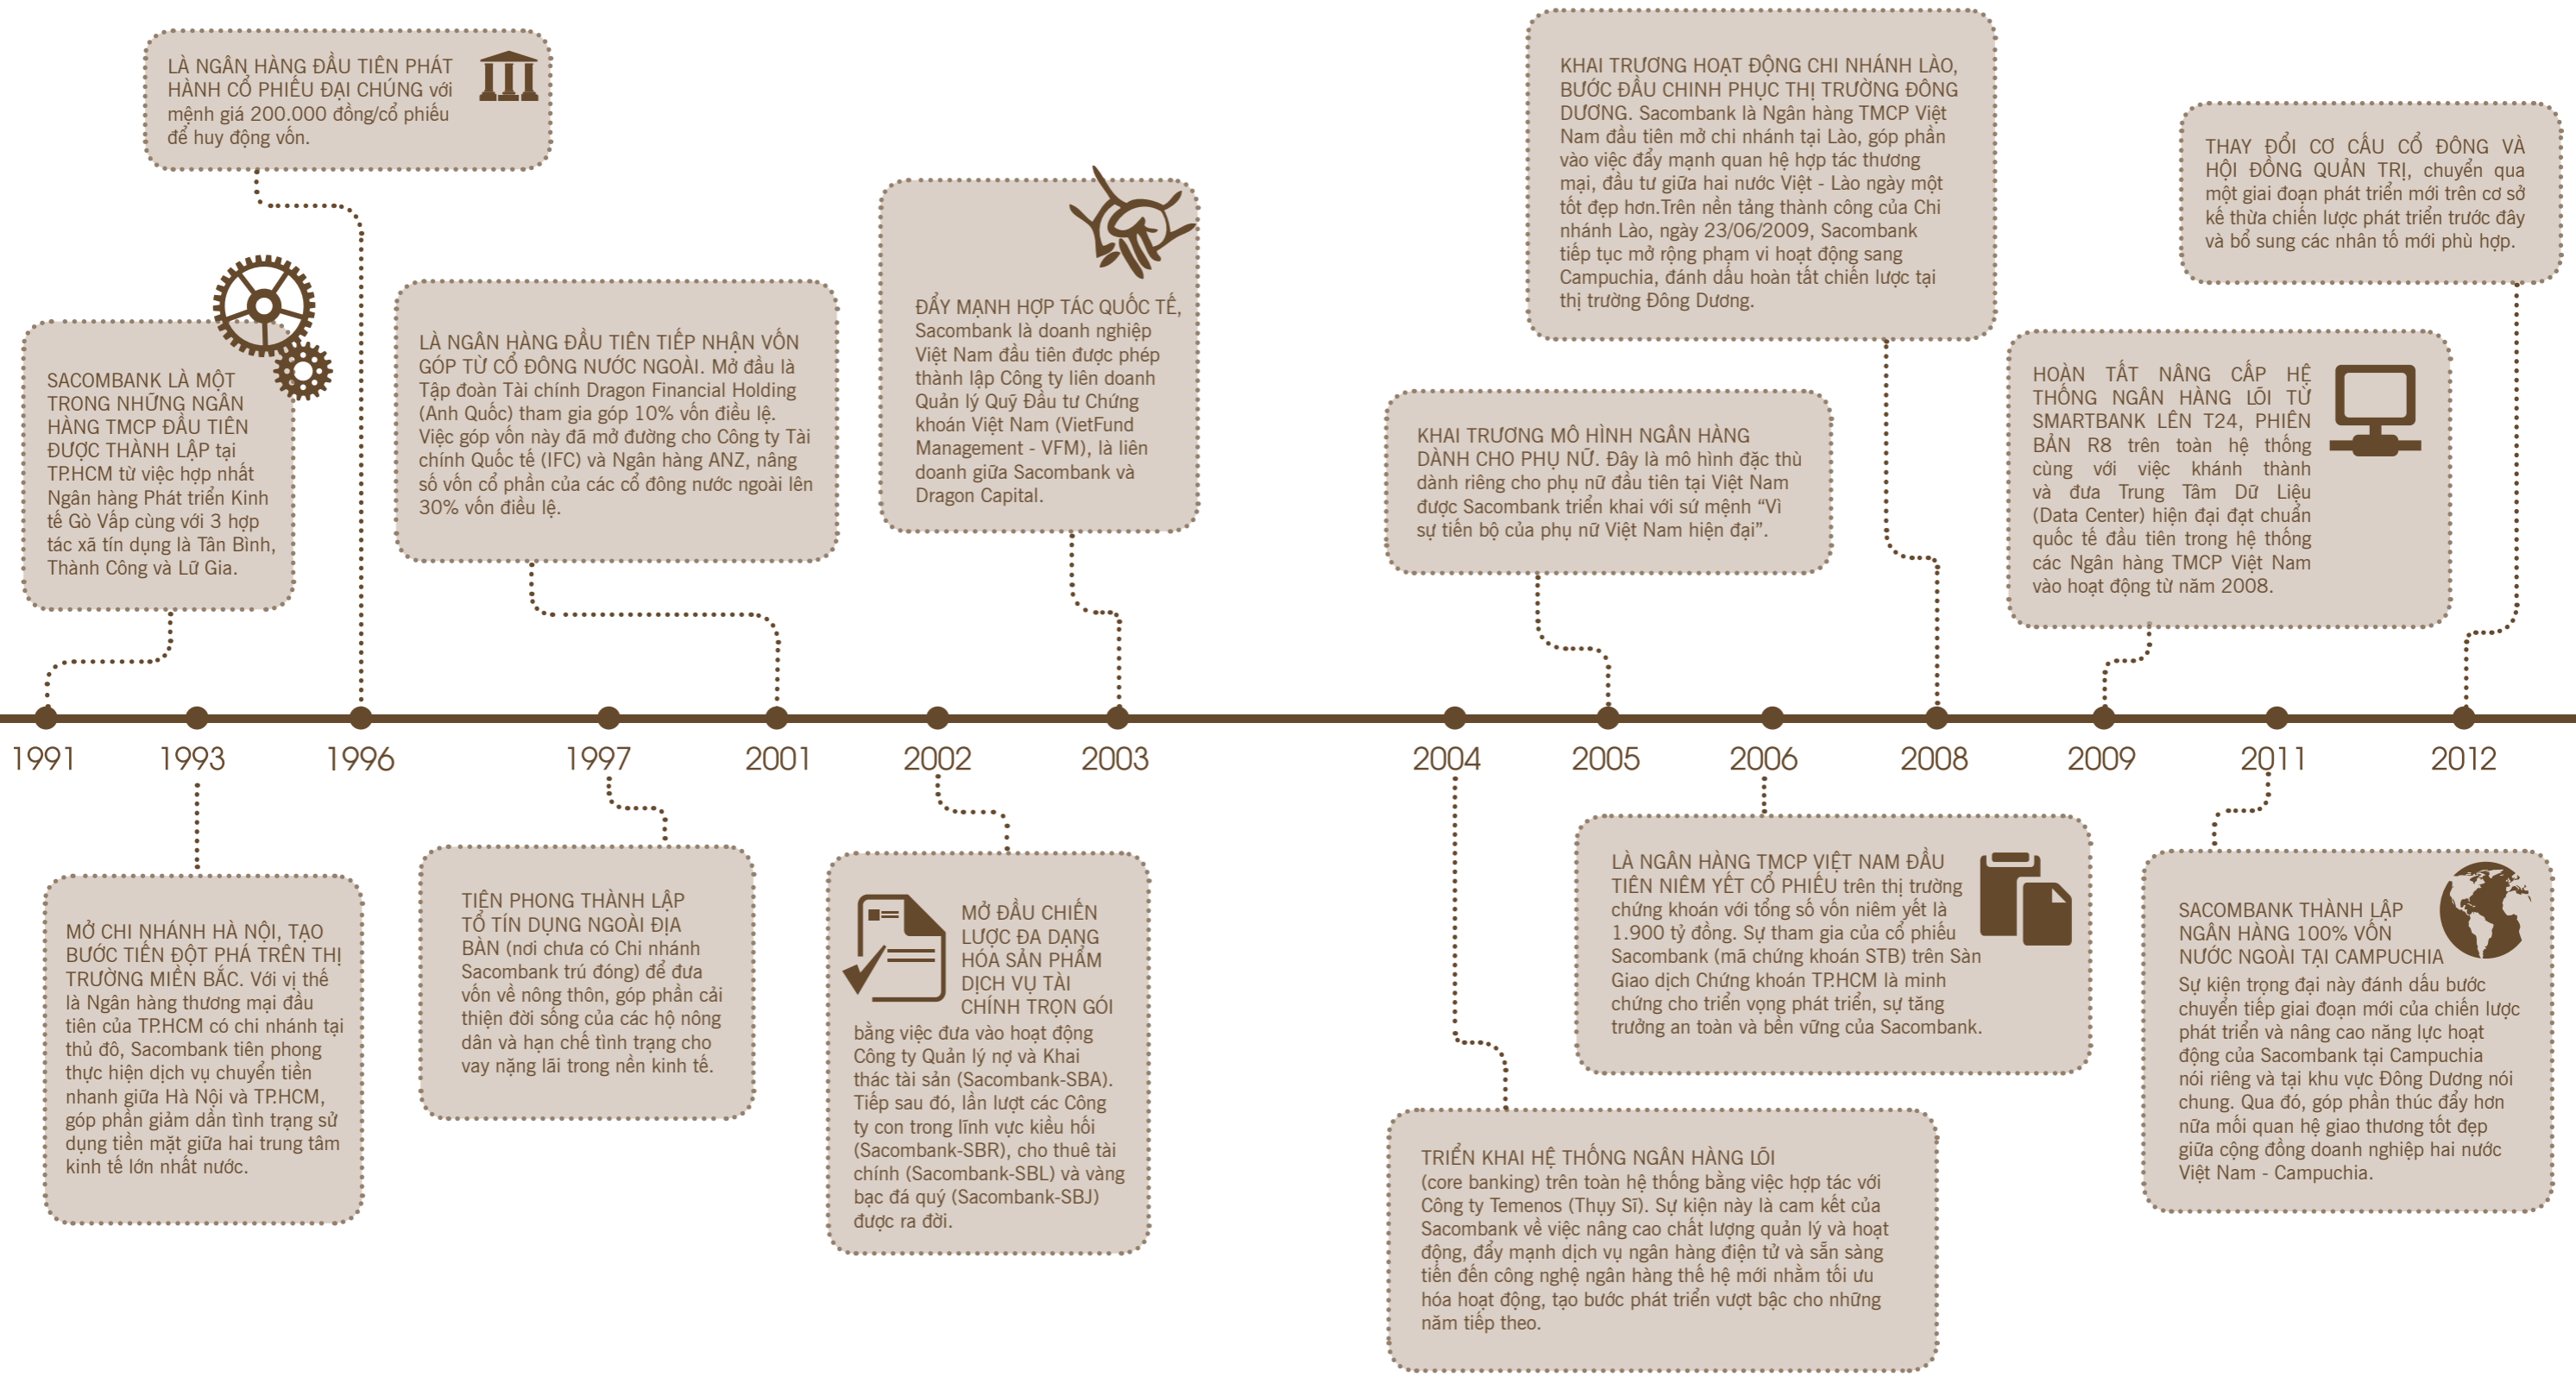 LÀ NGÂN HÀNG ĐẦU TIÊN PHÁT
HÀNH CỔ PHIẾU ĐẠI CHÚNG với
mệnh giá 200.000 đồng/cổ phiếu
để huy động vốn.
SACOMBANK LÀ MỘT
TRONG NHỮNG NGÂN
HÀNG TMCP ĐẦU TIÊN
ĐƯỢC THÀNH LẬP tại
TP.HCM từ việc hợp nhất
Ngân hàng Phát triển Kinh
tế Gò Vấp cùng với 3 hợp
tác xã tín dụng là Tân Bình,
Thành Công và Lữ Gia.
LÀ NGÂN HÀNG ĐẦU TIÊN TIẾP NHẬN VỐN
GÓP TỪ CỔ ĐÔNG NƯỚC NGOÀI. Mở đầu là
Tập đoàn Tài chính Dragon Financial Holding
(Anh Quốc) tham gia góp 10% vốn điều lệ.
Việc góp vốn này đã mở đường cho Công ty Tài
chính Quốc tế (IFC) và Ngân hàng ANZ, nâng
số vốn cổ phần của các cổ đông nước ngoài lên
30% vốn điều lệ.
ĐẨY MẠNH HỢP TÁC QUỐC TẾ,
Sacombank là doanh nghiệp
Việt Nam đầu tiên được phép
thành lập Công ty liên doanh
Quản lý Quỹ Đầu tư Chứng
khoán Việt Nam (VietFund
Management - VFM), là liên
doanh giữa Sacombank và
Dragon Capital.
KHAI TRƯƠNG MÔ HÌNH NGÂN HÀNG
DÀNH CHO PHỤ NỮ. Đây là mô hình đặc thù
dành riêng cho phụ nữ đầu tiên tại Việt Nam
được Sacombank triển khai với sứ mệnh “Vì
sự tiến bộ của phụ nữ Việt Nam hiện đại”.
KHAI TRƯƠNG HOẠT ĐỘNG CHI NHÁNH LÀO,
BƯỚC ĐẦU CHINH PHỤC THỊ TRƯỜNG ĐÔNG
DƯƠNG. Sacombank là Ngân hàng TMCP Việt
Nam đầu tiên mở chi nhánh tại Lào, góp phần
vào việc đẩy mạnh quan hệ hợp tác thương
mại, đầu tư giữa hai nước Việt - Lào ngày một
tốt đẹp hơn.Trên nền tảng thành công của Chi
nhánh Lào, ngày 23/06/2009, Sacombank
tiếp tục mở rộng phạm vi hoạt động sang
Campuchia, đánh dấu hoàn tất chiến lược tại
thị trường Đông Dương.
HOÀN TẤT NÂNG CẤP HỆ
THỐNG NGÂN HÀNG LÕI TỪ
SMARTBANK LÊN T24, PHIÊN
BẢN R8 trên toàn hệ thống
cùng với việc khánh thành
và đưa Trung Tâm Dữ Liệu
(Data Center) hiện đại đạt chuẩn
quốc tế đầu tiên trong hệ thống
các Ngân hàng TMCP Việt Nam
vào hoạt động từ năm 2008.
THAY ĐỔI CƠ CẤU CỔ ĐÔNG VÀ
HỘI ĐỒNG QUẢN TRỊ, chuyển qua
một giai đoạn phát triển mới trên cơ sở
kế thừa chiến lược phát triển trước đây
và bổ sung các nhân tố mới phù hợp.
1991
1993
1996
1997
2001
2002
2003
2004
2005
2006
2008
2009
2011
2012
MỞ CHI NHÁNH HÀ NỘI, TẠO
BƯỚC TIẾN ĐỘT PHÁ TRÊN THỊ
TRƯỜNG MIỀN BẮC. Với vị thế
là Ngân hàng thương mại đầu
tiên của TP.HCM có chi nhánh tại
thủ đô, Sacombank tiên phong
thực hiện dịch vụ chuyển tiền
nhanh giữa Hà Nội và TP.HCM,
góp phần giảm dần tình trạng sử
dụng tiền mặt giữa hai trung tâm
kinh tế lớn nhất nước.
TIÊN PHONG THÀNH LẬP
TỔ TÍN DỤNG NGOÀI ĐỊA
BÀN (nơi chưa có Chi nhánh
Sacombank trú đóng) để đưa
vốn về nông thôn, góp phần cải
thiện đời sống của các hộ nông
dân và hạn chế tình trạng cho
vay nặng lãi trong nền kinh tế.
MỞ ĐẦU CHIẾN
LƯỢC ĐA DẠNG
HÓA SẢN PHẨM
DỊCH VỤ TÀI
CHÍNH TRỌN GÓI
bằng việc đưa vào hoạt động
Công ty Quản lý nợ và Khai
thác tài sản (Sacombank-SBA).
Tiếp sau đó, lần lượt các Công
ty con trong lĩnh vực kiều hối
(Sacombank-SBR), cho thuê tài
chính (Sacombank-SBL) và vàng
bạc đá quý (Sacombank-SBJ)
được ra đời.
TRIỂN KHAI HỆ THỐNG NGÂN HÀNG LÕI
(core banking) trên toàn hệ thống bằng việc hợp tác với
Công ty Temenos (Thụy Sĩ). Sự kiện này là cam kết của
Sacombank về việc nâng cao chất lượng quản lý và hoạt
động, đẩy mạnh dịch vụ ngân hàng điện tử và sẵn sàng
tiến đến công nghệ ngân hàng thế hệ mới nhằm tối ưu
hóa hoạt động, tạo bước phát triển vượt bậc cho những
năm tiếp theo.
LÀ NGÂN HÀNG TMCP VIỆT NAM ĐẦU
TIÊN NIÊM YẾT CỔ PHIẾU trên thị trường
chứng khoán với tổng số vốn niêm yết là
1.900 tỷ đồng. Sự tham gia của cổ phiếu
Sacombank (mã chứng khoán STB) trên Sàn
Giao dịch Chứng khoán TP.HCM là minh
chứng cho triển vọng phát triển, sự tăng
trưởng an toàn và bền vững của Sacombank.
SACOMBANK THÀNH LẬP
NGÂN HÀNG 100% VỐN
NƯỚC NGOÀI TẠI CAMPUCHIA
Sự kiện trọng đại này đánh dấu bước
chuyển tiếp giai đoạn mới của chiến lược
phát triển và nâng cao năng lực hoạt
động của Sacombank tại Campuchia
nói riêng và tại khu vực Đông Dương nói
chung. Qua đó, góp phần thúc đẩy hơn
nữa mối quan hệ giao thương tốt đẹp
giữa cộng đồng doanh nghiệp hai nước
Việt Nam - Campuchia.